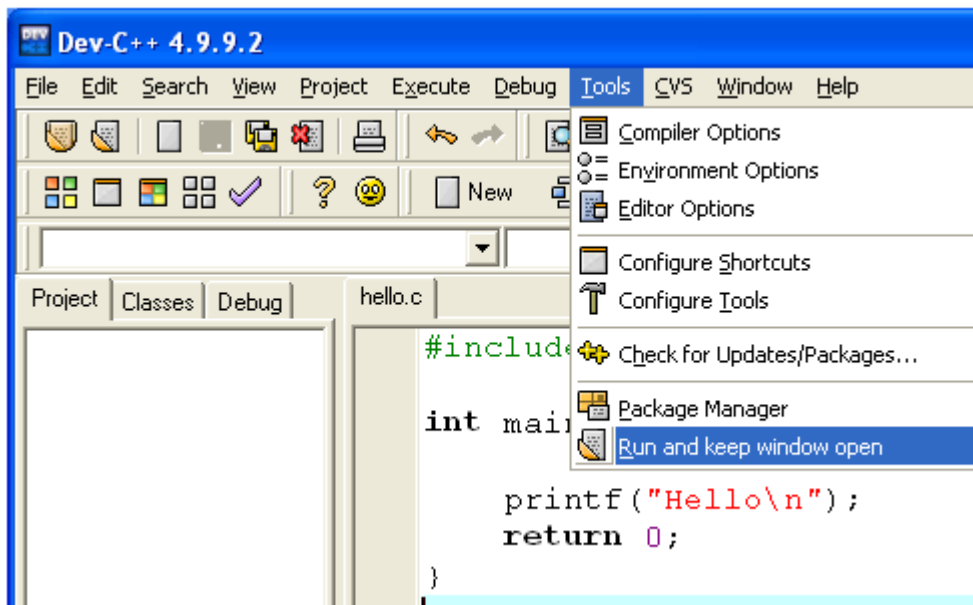 Dev-C++ 4.9.9.2
File Edit Search View Project Execute Debug Tools CVS Window Help
Compiler Options
Environment Options
New
Editor Options
Configure Shortcuts
Configure Tools
Project Classes Debug
hello.c
#include
Check for Updates/Packages...
Package Manager
int
Run and keep window open
printf("Hello\n");
return 0;
}